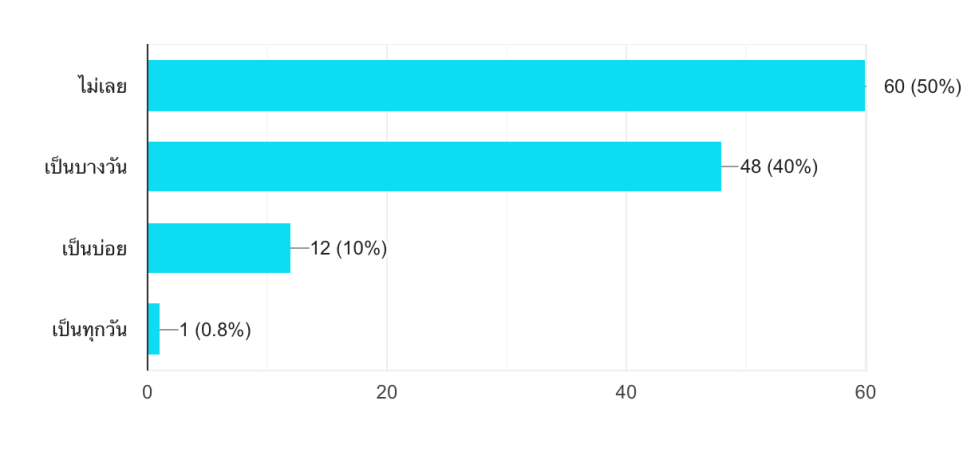 ไม่เลย 60 (50%)
เป็นบางวัน 48 (40%)
เป็นบ่อย 12 (10%)
เป็นทุกวัน 1 (0.8%)
0 20 40 60